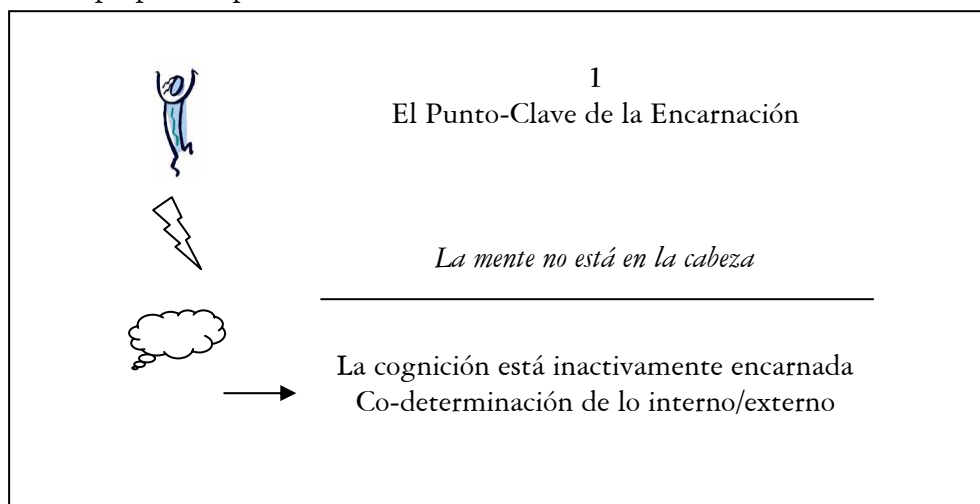 1
El Punto-Clave de la Encarnación
La mente no está en la cabeza
La cognición está inactivamente encarnada
Co-determinación de lo interno/externo